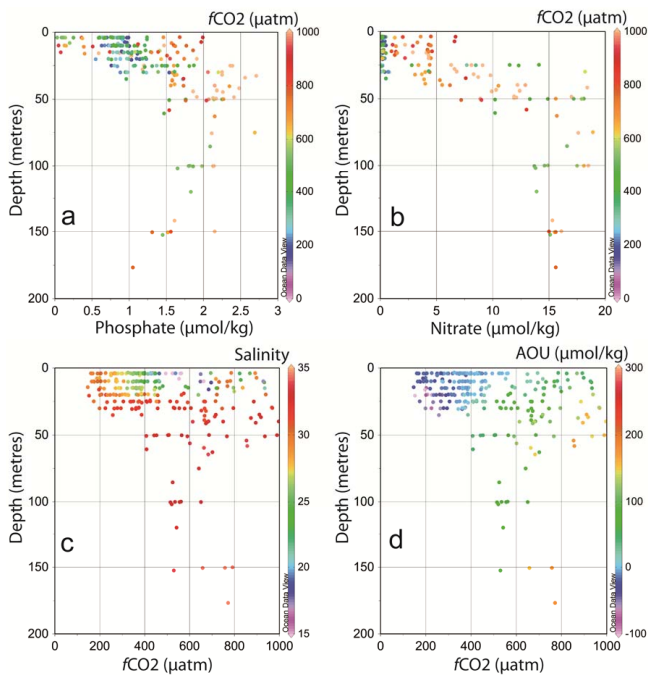 fCO2 (µatm)
0
50
100
150
200
Depth (metres)
a
0 0.5 1 1.5 2 2.5 3
Phosphate (µmol/kg)
1000
800
600
400
200
0
Ocean Data View
fCO2 (µatm)
0
50
100
150
200
Depth (metres)
b
0 5 10 15 20
Nitrate (µmol/kg)
1000
800
600
400
200
0
Ocean Data View
Salinity
0
50
100
150
200
Depth (metres)
c
0 200 400 600 800 1000
fCO2 (µatm)
35
30
25
20
15
Ocean Data View
AOU (µmol/kg)
0
50
100
150
200
Depth (metres)
d
0 200 400 600 800 1000
fCO2 (µatm)
300
200
100
0
-100
Ocean Data View